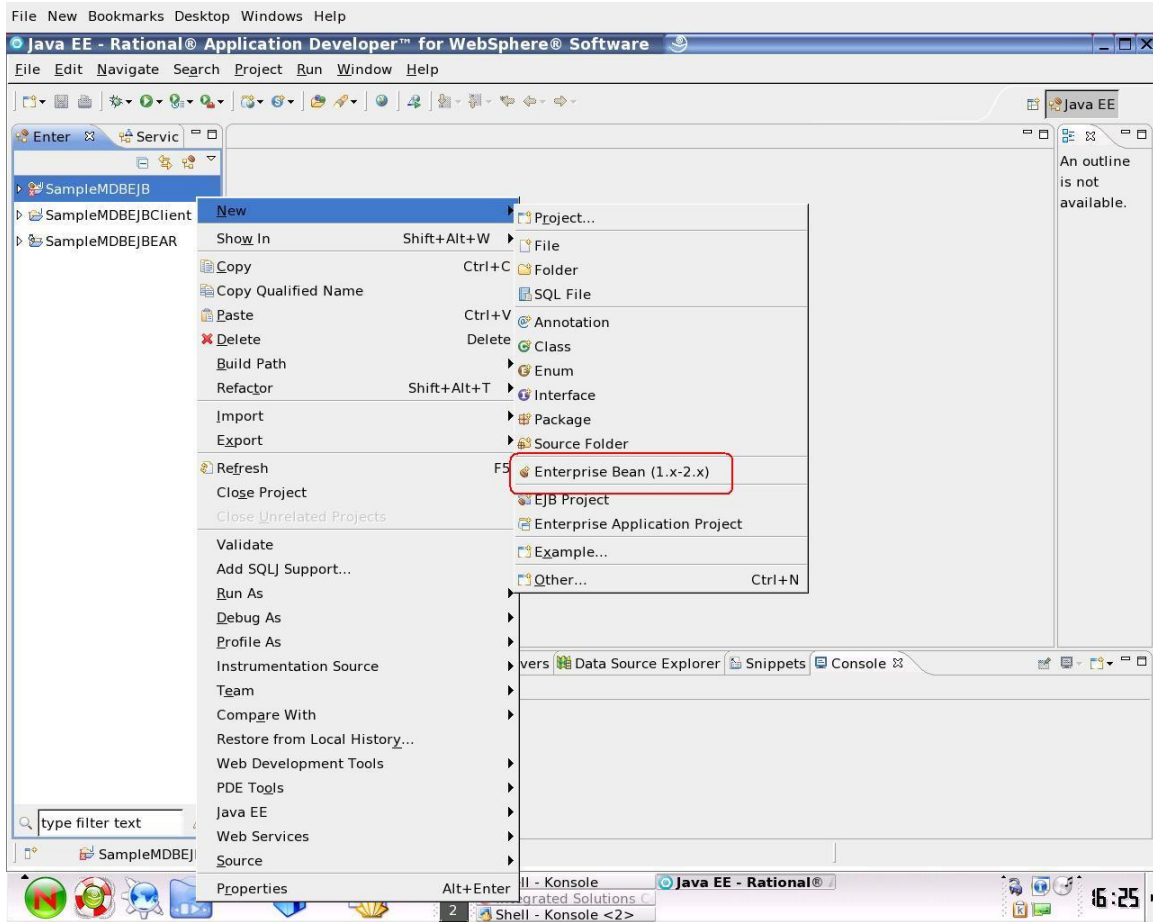 File New Bookmarks Desktop Windows Help
Java EE - Rational® Application Developer™ for WebSphere® Software
File Edit Navigate Search Project Run Window Help
Java EE
Enter Servic
An outline is not available.
SampleMDBEJB
SampleMDBEJBClient
SampleMDBEJBEAR
New
Show In Shift+Alt+W
Copy Ctrl+C
Copy Qualified Name
Paste Ctrl+V
Delete Delete
Build Path
Refactor Shift+Alt+T
Import
Export
Refresh F5
Close Project
Close Unrelated Projects
Validate
Add SQLJ Support...
Run As
Debug As
Profile As
Instrumentation Source
Team
Compare With
Restore from Local History...
Web Development Tools
PDE Tools
Java EE
Web Services
Source
Properties Alt+Enter
Project...
File
Folder
SQL File
Annotation
Class
Enum
Interface
Package
Source Folder
Enterprise Bean (1.x-2.x)
EJB Project
Enterprise Application Project
Example...
Other... Ctrl+N
vers Data Source Explorer Snippets Console
type filter text
SampleMDBEJ
2
ll - Konsole
grated Solutions C
Shell - Konsole <2>
Java EE - Rational®
16:25